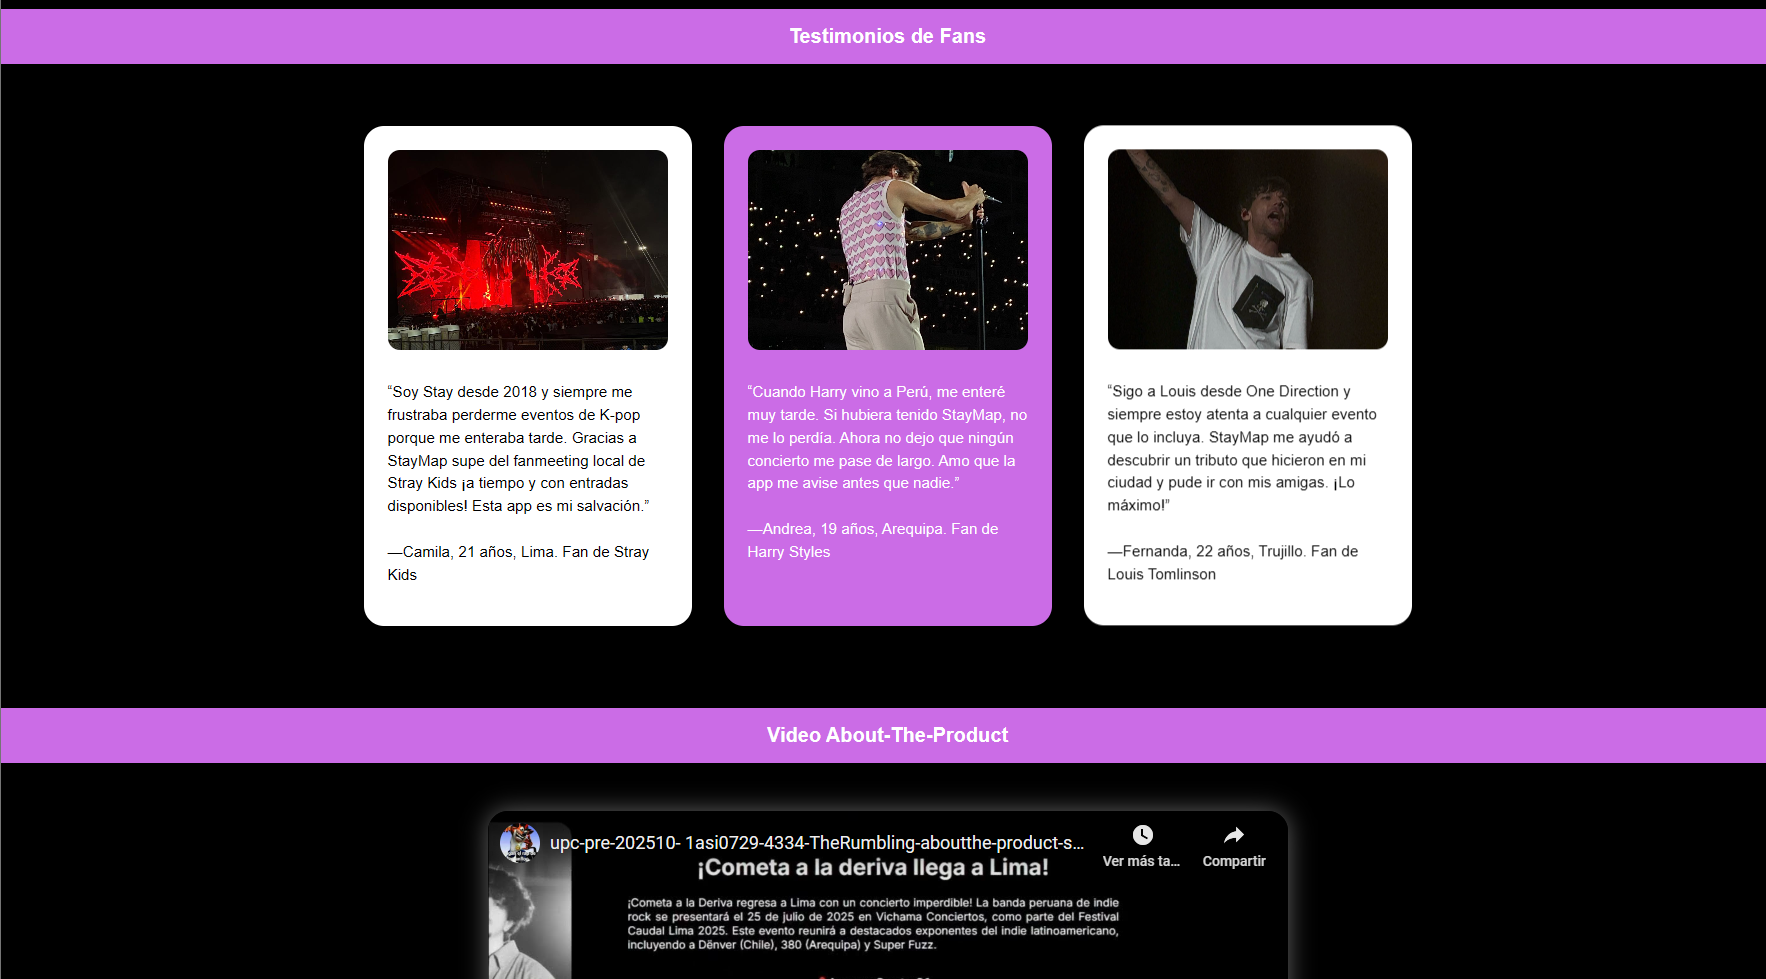 Testimonios de Fans
“Soy Stay desde 2018 y siempre me
frustraba perderme eventos de K-pop
porque me enteraba tarde. Gracias a
StayMap supe del fanmeeting local de
Stray Kids ¡a tiempo y con entradas
disponibles! Esta app es mi salvación.”
—Camila, 21 años, Lima. Fan de Stray
Kids
“Cuando Harry vino a Perú, me enteré
muy tarde. Si hubiera tenido StayMap, no
me lo perdía. Ahora no dejo que ningún
concierto me pase de largo. Amo que la
app me avise antes que nadie.”
—Andrea, 19 años, Arequipa. Fan de
Harry Styles
“Sigo a Louis desde One Direction y
siempre estoy atenta a cualquier evento
que lo incluya. StayMap me ayudó a
descubrir un tributo que hicieron en mi
ciudad y pude ir con mis amigas. ¡Lo
máximo!”
—Fernanda, 22 años, Trujillo. Fan de
Louis Tomlinson
Video About-The-Product
upc-pre-202510- 1asi0729-4334-TheRumbling-aboutthe-product-s...
Ver más ta...
Compartir
¡Cometa a la deriva llega a Lima!
¡Cometa a la Deriva regresa a Lima con un concierto imperdible! La banda peruana de indie
rock se presentará el 25 de julio de 2025 en Vichama Conciertos, como parte del Festival
Caudal Lima 2025. Este evento reunirá a destacados exponentes del indie latinoamericano,
incluyendo a Dënver (Chile), 380 (Arequipa) y Super Fuzz.